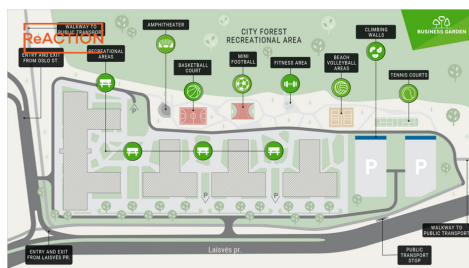 ReACTION
WALKWAY TO
PUBLIC TRANSPORT
ENTRY AND EXIT
FROM OSLO ST.
RECREATIONAL
AREAS
AMPHITHEATER
BASKETBALL
COURT
CITY FOREST
RECREATIONAL AREA
MINI
FOOTBALL
FITNESS AREA
BEACH
VOLLEYBALL
AREAS
CLIMBING
WALLS
TENNIS COURTS
BUSINESS GARDEN
P
P
P
P
P
ENTRY AND EXIT
FROM LAISVĖS PR.
Laisvės pr.
PUBLIC
TRANSPORT
STOP
WALKWAY TO
PUBLIC TRANSPORT